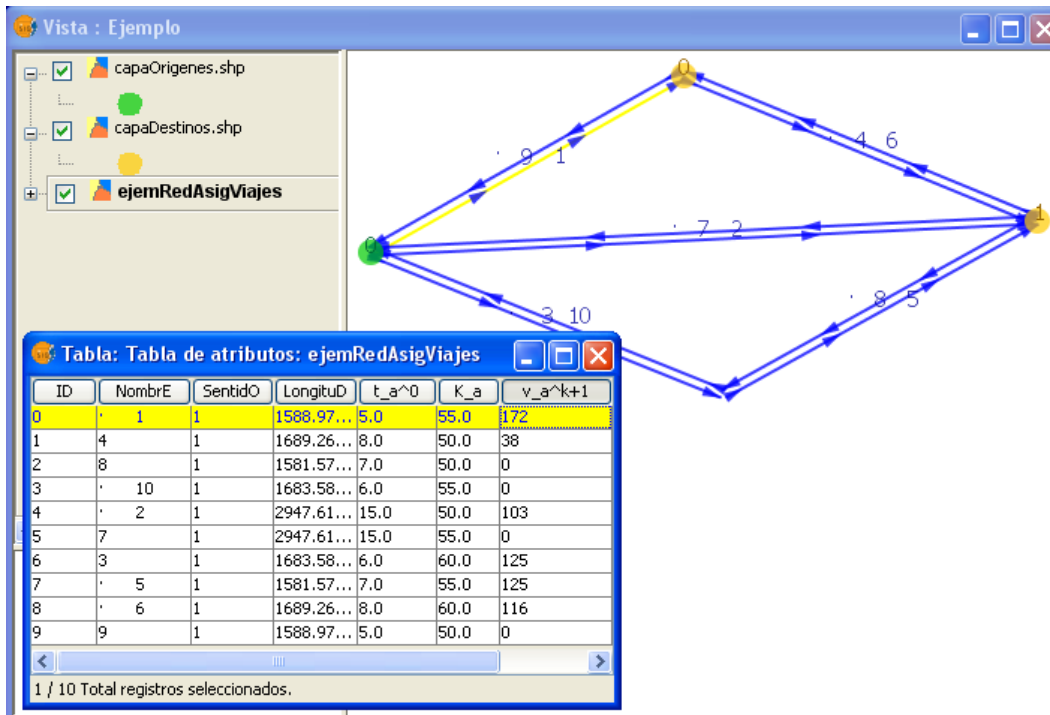 Vista : Ejemplo
capaOrigenes.shp
capaDestinos.shp
ejemRedAsigViajes
0
· 4 6
· 9 1
1
· 7 2
0
· 8 5
· 3 10
Tabla: Tabla de atributos: ejemRedAsigViajes
ID NombrE SentidO LongituD t_a^0 K_a v_a^k+1
0 · 1 1 1588.97... 5.0 55.0 172
1 4 1 1689.26... 8.0 50.0 38
2 8 1 1581.57... 7.0 50.0 0
3 · 10 1 1683.58... 6.0 55.0 0
4 · 2 1 2947.61... 15.0 55.0 103
5 7 1 2947.61... 15.0 55.0 0
6 3 1 1683.58... 6.0 60.0 125
7 · 5 1 1581.57... 7.0 55.0 125
8 · 6 1 1689.26... 8.0 60.0 116
9 9 1 1588.97... 5.0 50.0 0
1 / 10 Total registros seleccionados.